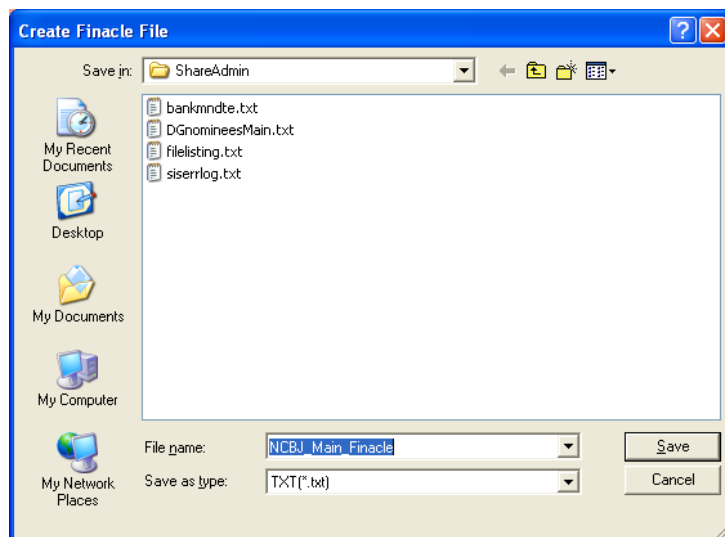 Create Finacle File
Save in:
ShareAdmin
My Recent
Documents
Desktop
My Documents
My Computer
My Network
Places
bankmndte.txt
DGnomineesMain.txt
filelisting.txt
siserrlog.txt
File name:
NCBJ_Main_Finacle
Save
Save as type:
TXT(*.txt)
Cancel